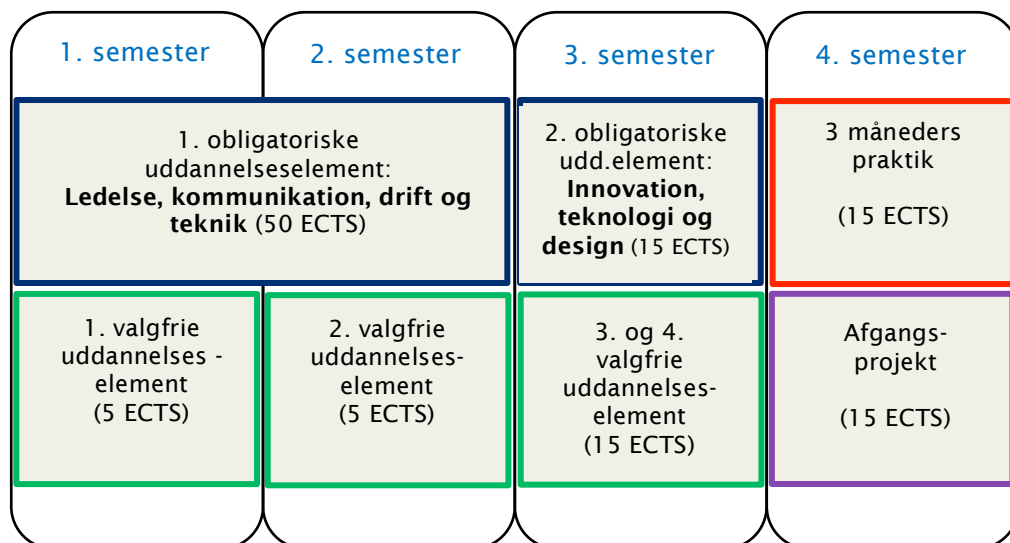 1. semester
2. semester
3. semester
4. semester
1. obligatoriske
uddannelseselement:
Ledelse, kommunikation, drift og
teknik (50 ECTS)
2. obligatoriske
udd.element:
Innovation,
teknologi og
design (15 ECTS)
3 måneders
praktik
(15 ECTS)
1. valgfrie
uddannelses -
element
(5 ECTS)
2. valgfrie
uddannelses-
element
(5 ECTS)
3. og 4.
valgfrie
uddannelses-
element
(15 ECTS)
Afgangs-
projekt
(15 ECTS)